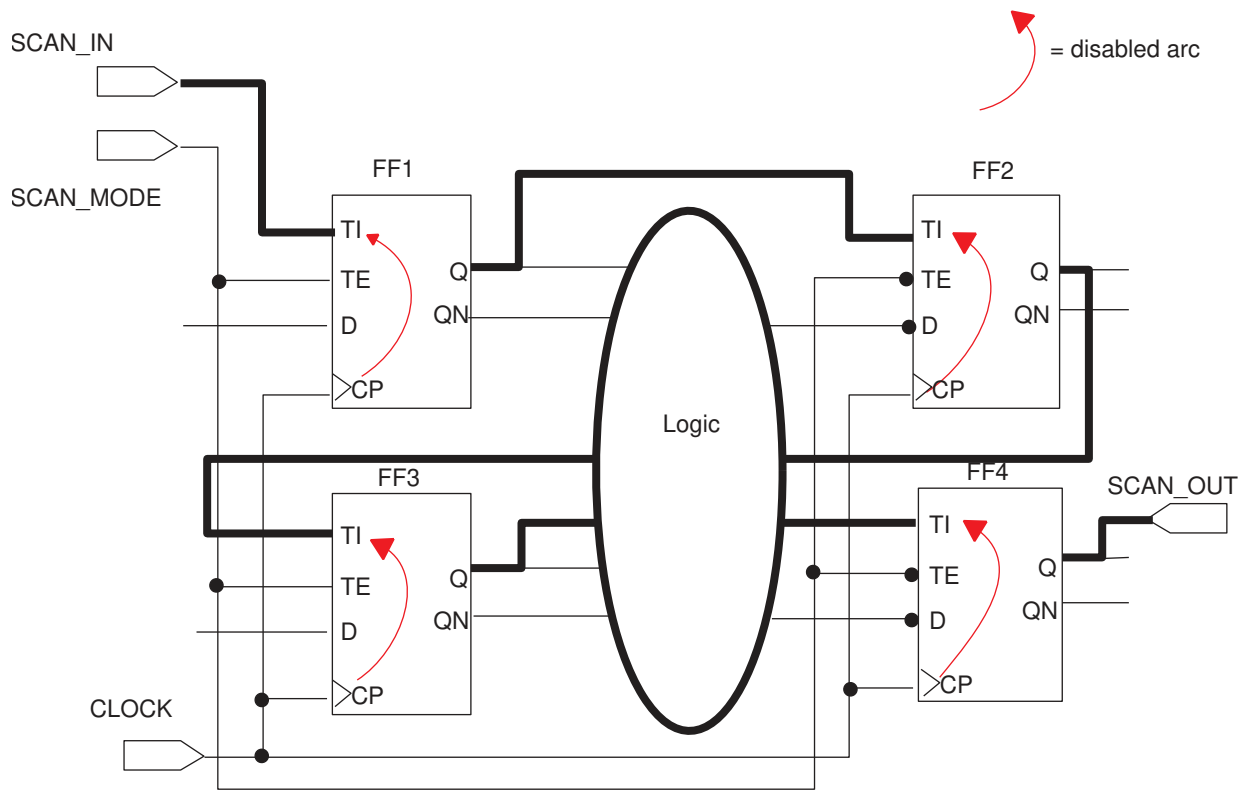 SCAN_IN
= disabled arc
SCAN_MODE
FF1
TI
TE
D
CP
Q
QN
FF2
TI
TE
D
CP
Q
QN
Logic
FF3
TI
TE
D
CP
Q
QN
FF4
TI
TE
D
CP
Q
QN
SCAN_OUT
CLOCK